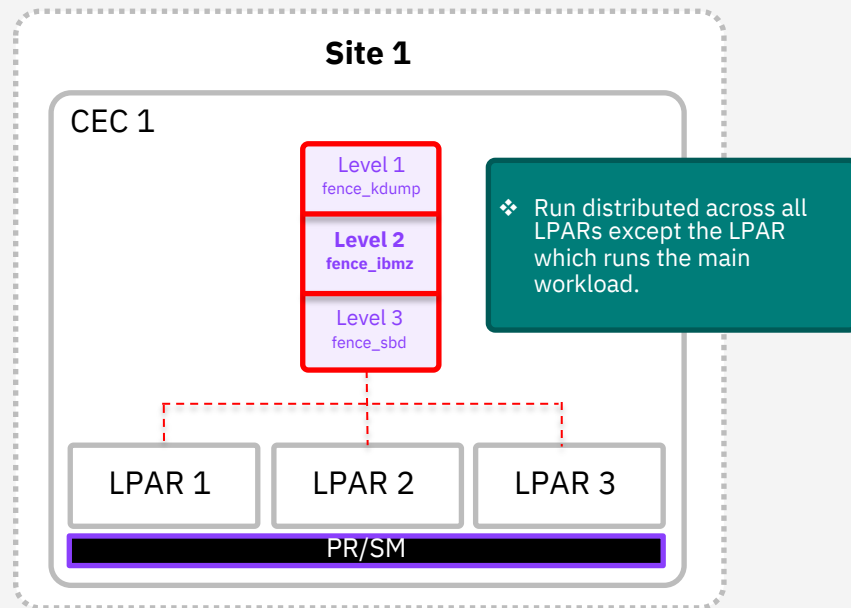 Site 1
CEC 1
Level 1
fence_kdump
Level 2
fence_ibmz
Level 3
fence_sbd
❖ Run distributed across all
LPARs except the LPAR
which runs the main
workload.
LPAR 1
LPAR 2
LPAR 3
PR/SM